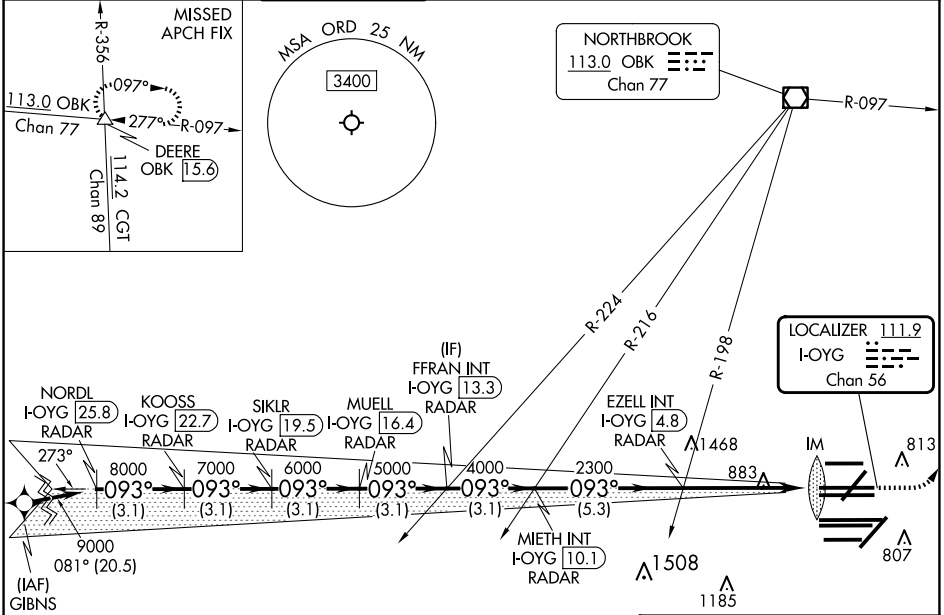 MISSED
APCH FIX
R-356
097°
113.0 OBK
Chan 77
277°
R-097
DEERE
OBK 15.6
114.2 CGT
Chan 89
MSA ORD 25 NM
3400
NORTHBROOK
113.0 OBK
Chan 77
R-097
R-224
R-216
R-198
LOCALIZER 111.9
I-OYG
Chan 56
NORDL
I-OYG 25.8
RADAR
KOOSS
I-OYG 22.7
RADAR
SIKLR
I-OYG 19.5
RADAR
MUELL
I-OYG 16.4
RADAR
(IF)
FFRAN INT
I-OYG 13.3
RADAR
EZELL INT
I-OYG 4.8
RADAR
1468
IM
813
273°
8000
7000
6000
5000
4000
2300
883
093°
093°
093°
093°
093°
093°
(3.1)
(3.1)
(3.1)
(3.1)
(3.1)
(5.3)
9000
081° (20.5)
(IAF)
GIBNS
MIETH INT
I-OYG 10.1
RADAR
1508
1185
807